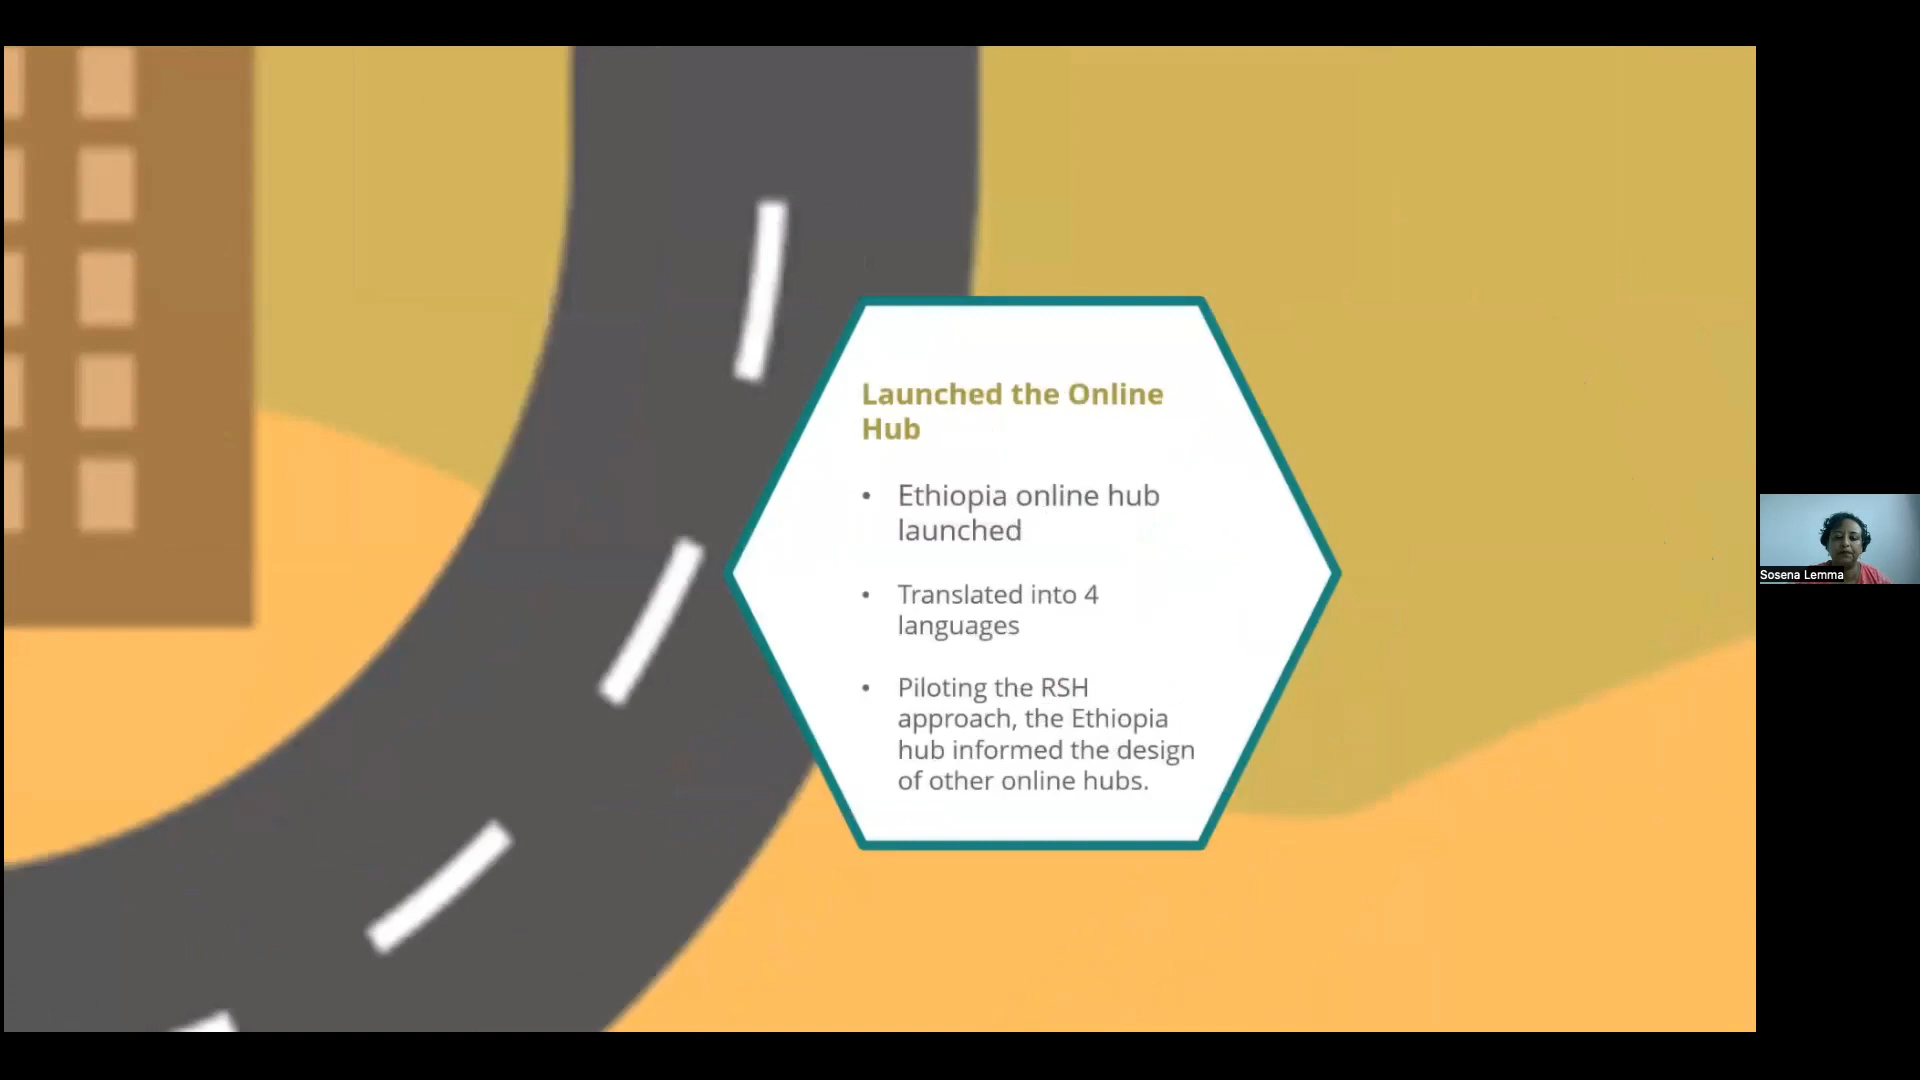 Launched the Online
Hub
• Ethiopia online hub
launched
• Translated into 4
languages
• Piloting the RSH
approach, the Ethiopia
hub informed the design
of other online hubs.
Sosena Lemma